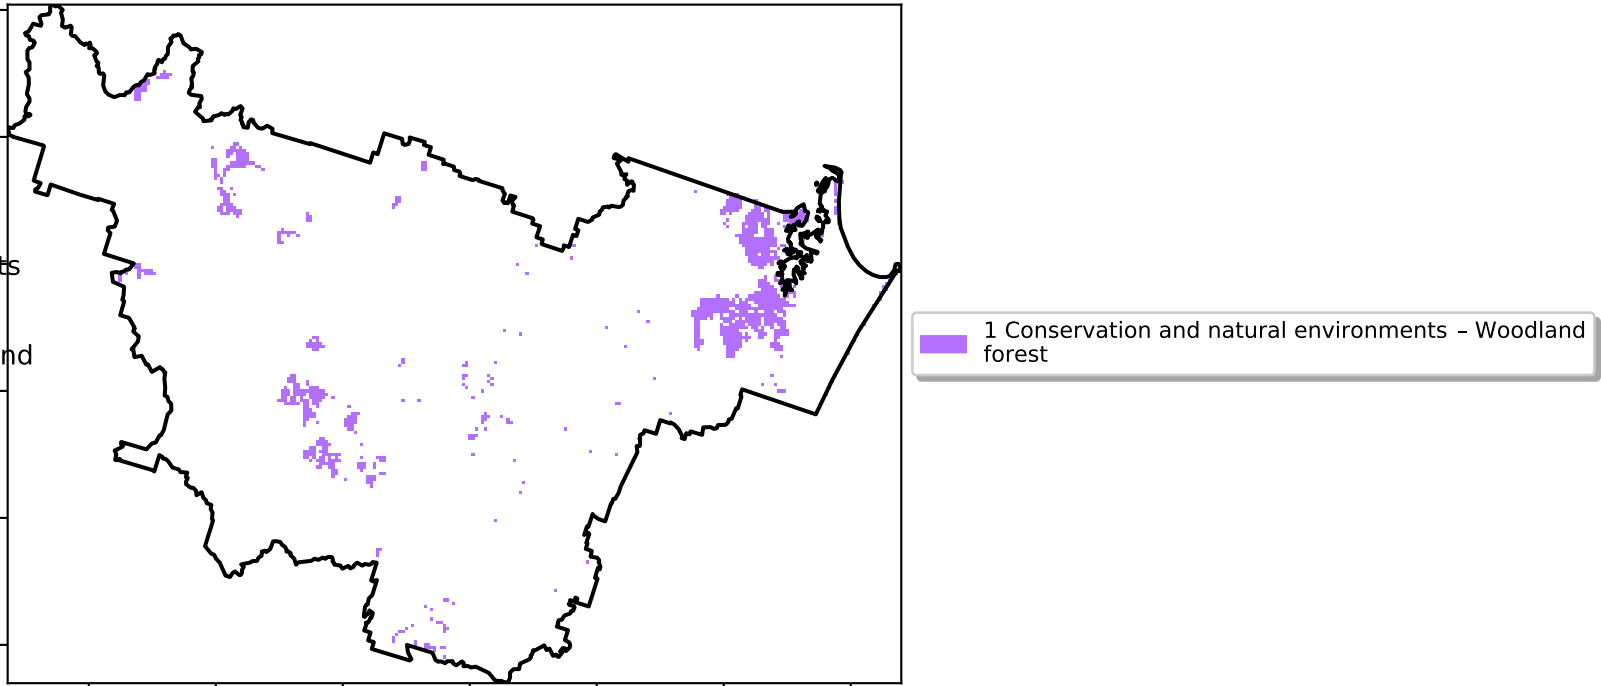 ts
nd
1 Conservation and natural environments – Woodland
forest